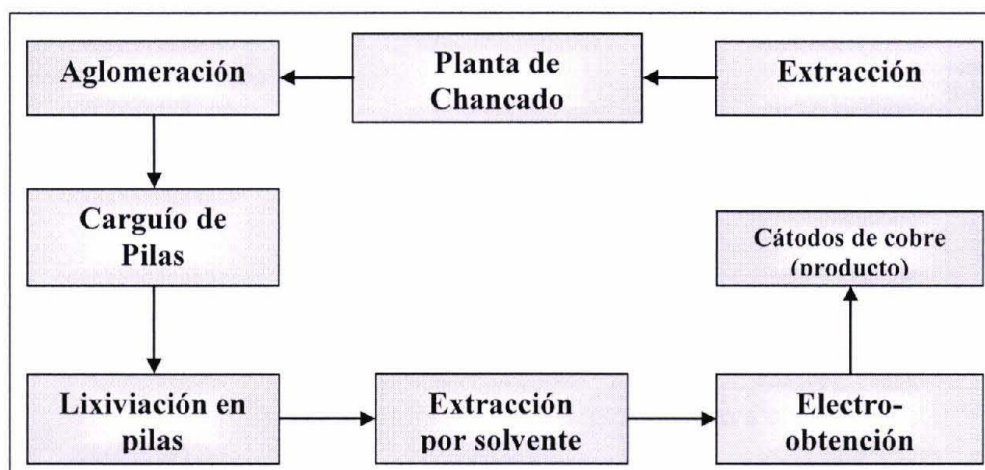 Aglomeración
Planta de
Chancado
Extracción
Carguío de
Pilas
Cátodos de cobre
(producto)
Lixiviación en
pilas
Extracción
por solvente
Electro-
obtención